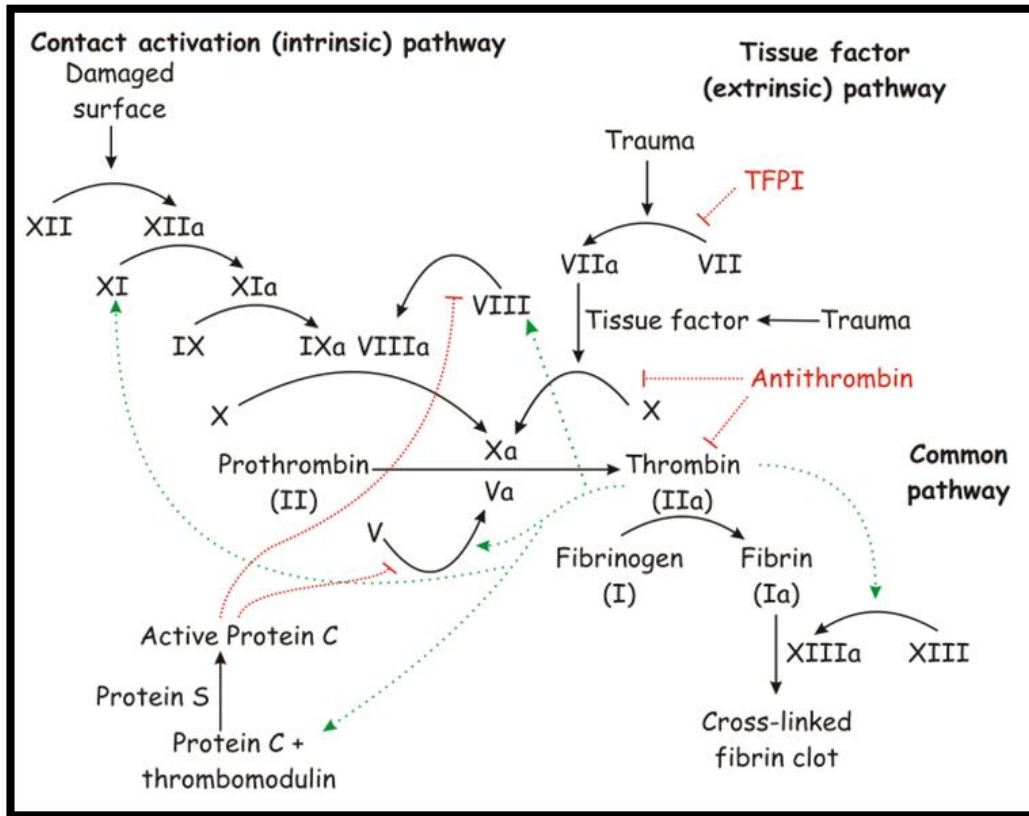 Contact activation (intrinsic) pathway
Damaged
surface
Tissue factor
(extrinsic) pathway
Trauma
TFPI
XII
XIIa
VIIa
VII
XI
XIa
VIII
Tissue factor
Trauma
IX
IXa
VIIIa
Antithrombin
X
X
Xa
Prothrombin
(II)
Va
Thrombin
(IIa)
Common
pathway
V
Fibrinogen
(I)
Fibrin
(Ia)
Active Protein C
XIIIa
XIII
Protein S
Protein C +
thrombomodulin
Cross-linked
fibrin clot